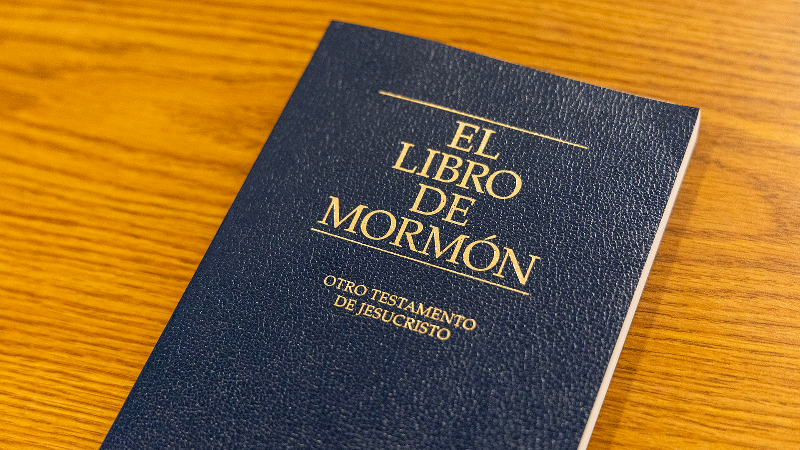 EL
LIBRO
DE
MORMÓN
OTRO TESTAMENTO
DE JESUCRISTO